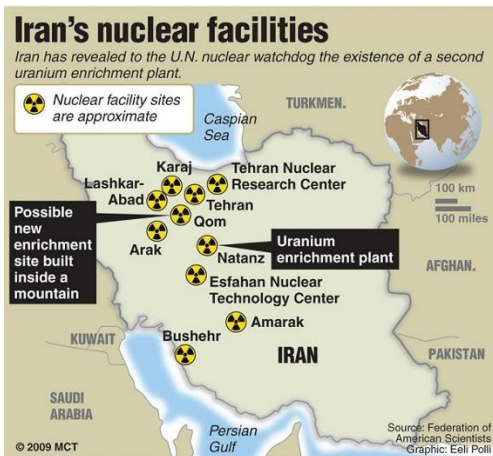 Iran's nuclear facilities
Iran has revealed to the U.N. nuclear watchdog the existence of a second
uranium enrichment plant.
Nuclear facility sites
are approximate
Caspian
Sea
TURKMEN.
100 km
100 miles
Karaj
Tehran Nuclear
Research Center
Lashkar-
Abad
Tehran
Qom
Possible
new
enrichment
site built
inside a
mountain
Arak
Natanz
Uranium
enrichment plant
AFGHAN.
Esfahan Nuclear
Technology Center
Amarak
KUWAIT
Bushehr
IRAN
PAKISTAN
SAUDI
ARABIA
Persian
Gulf
Source: Federation of
American Scientists
Graphic: Eeli Polli
© 2009 MCT